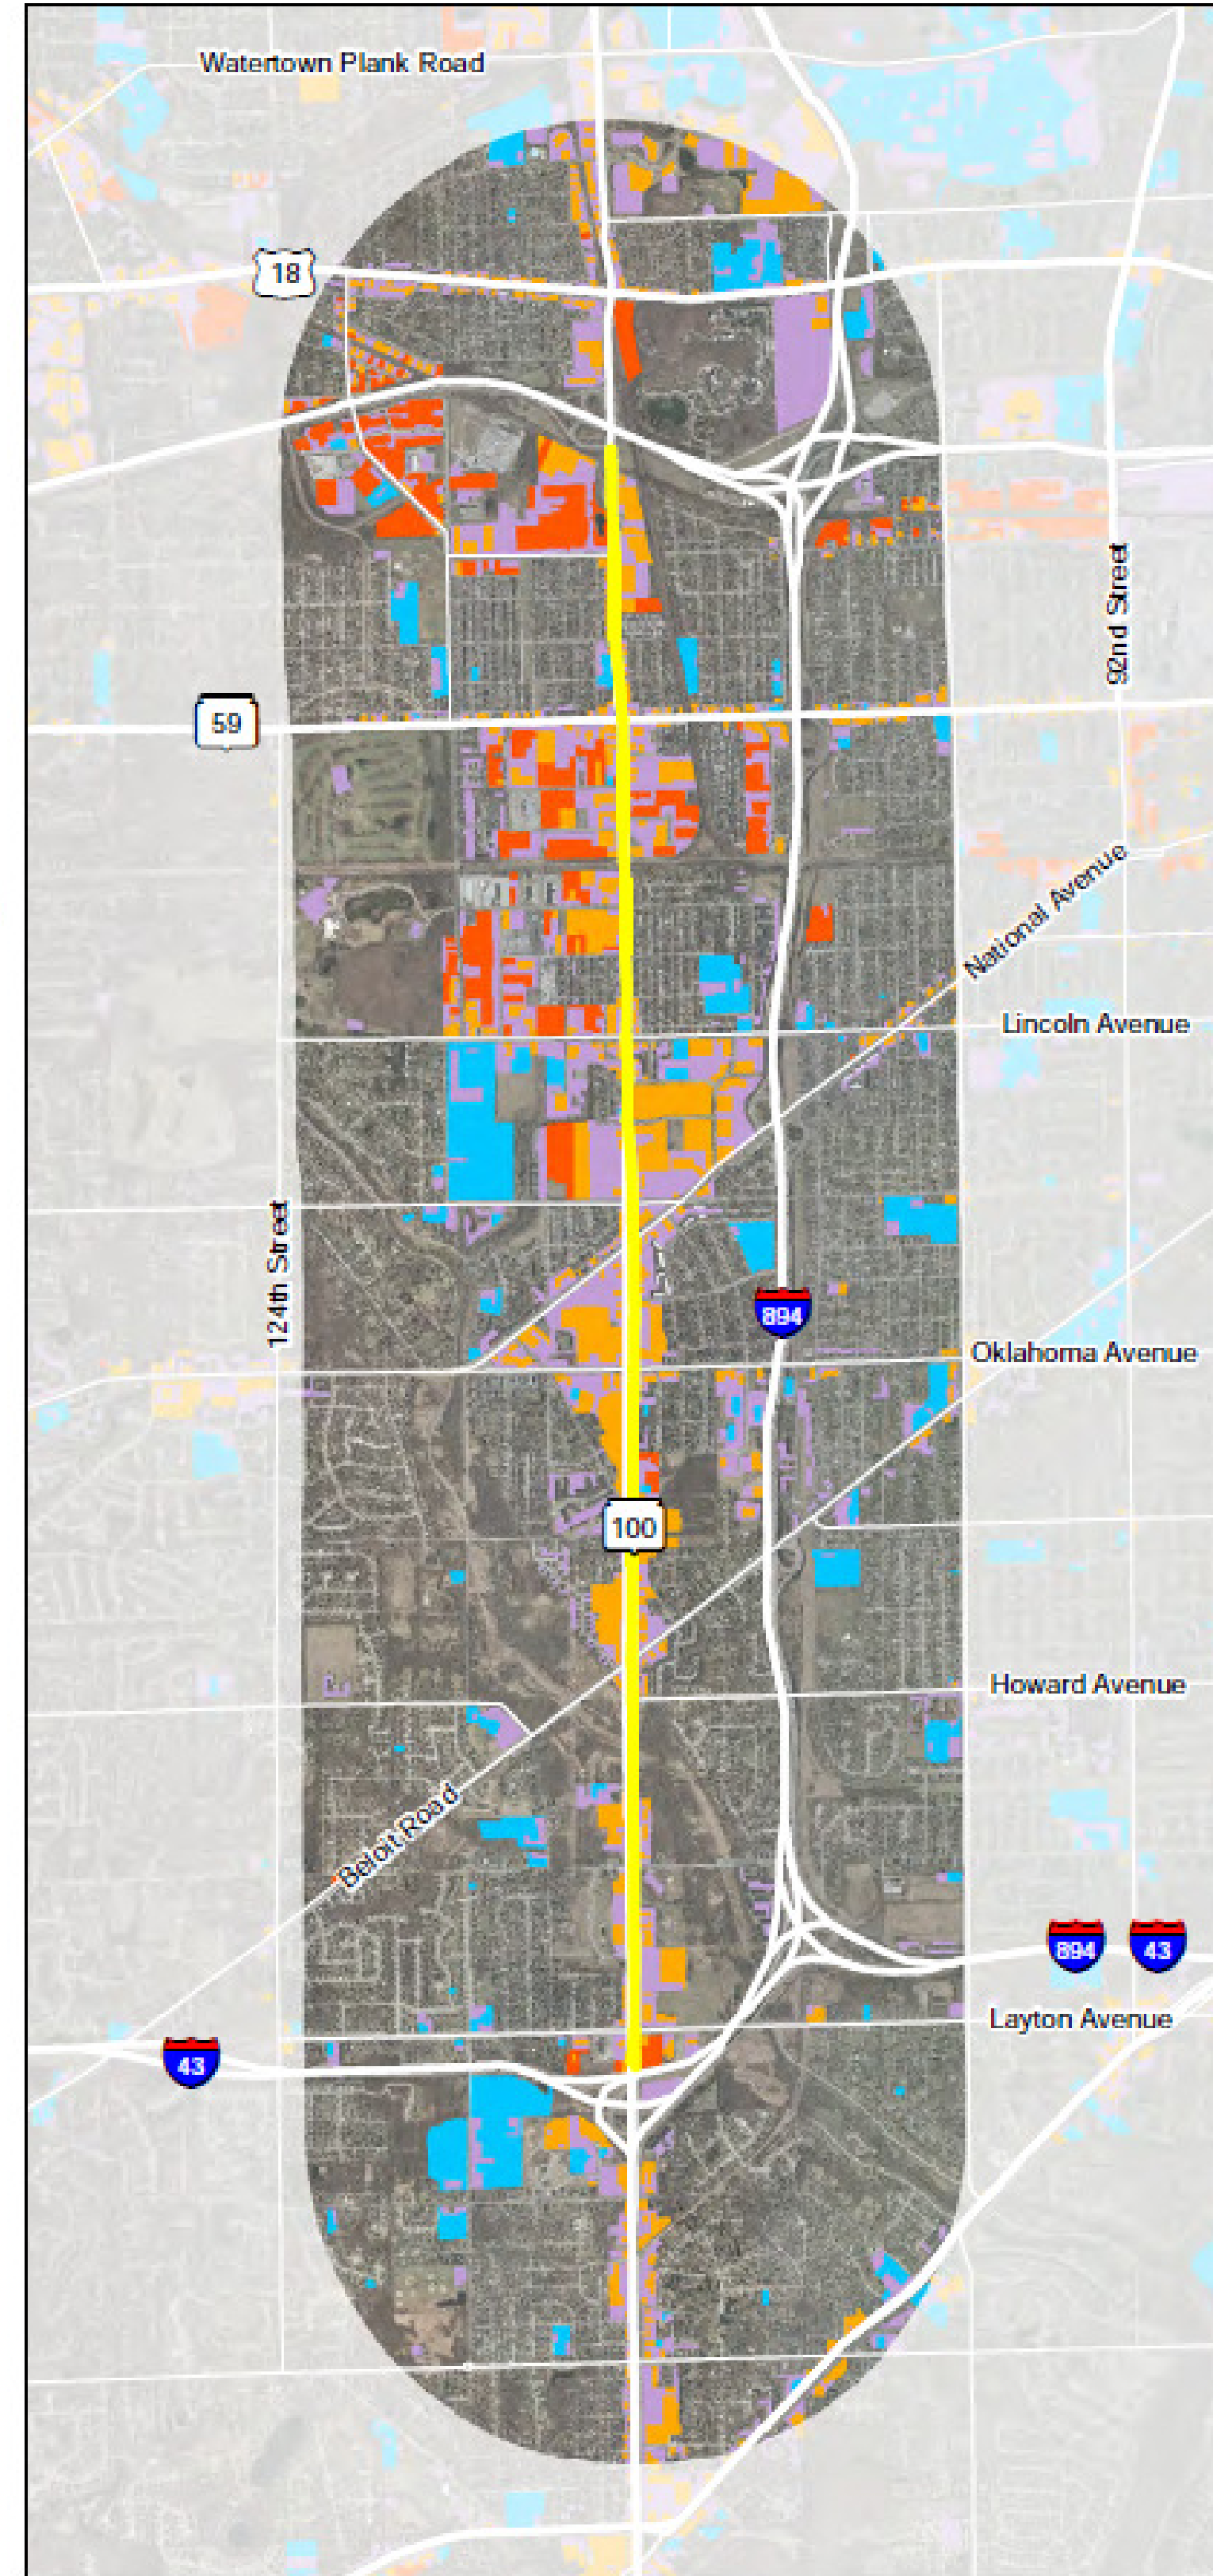 Watertown Plank Road
18
92nd Street
59
National Avenue
Lincoln Avenue
124th Street
894
Oklahoma Avenue
100
Howard Avenue
Beloit Road
894
43
Layton Avenue
43